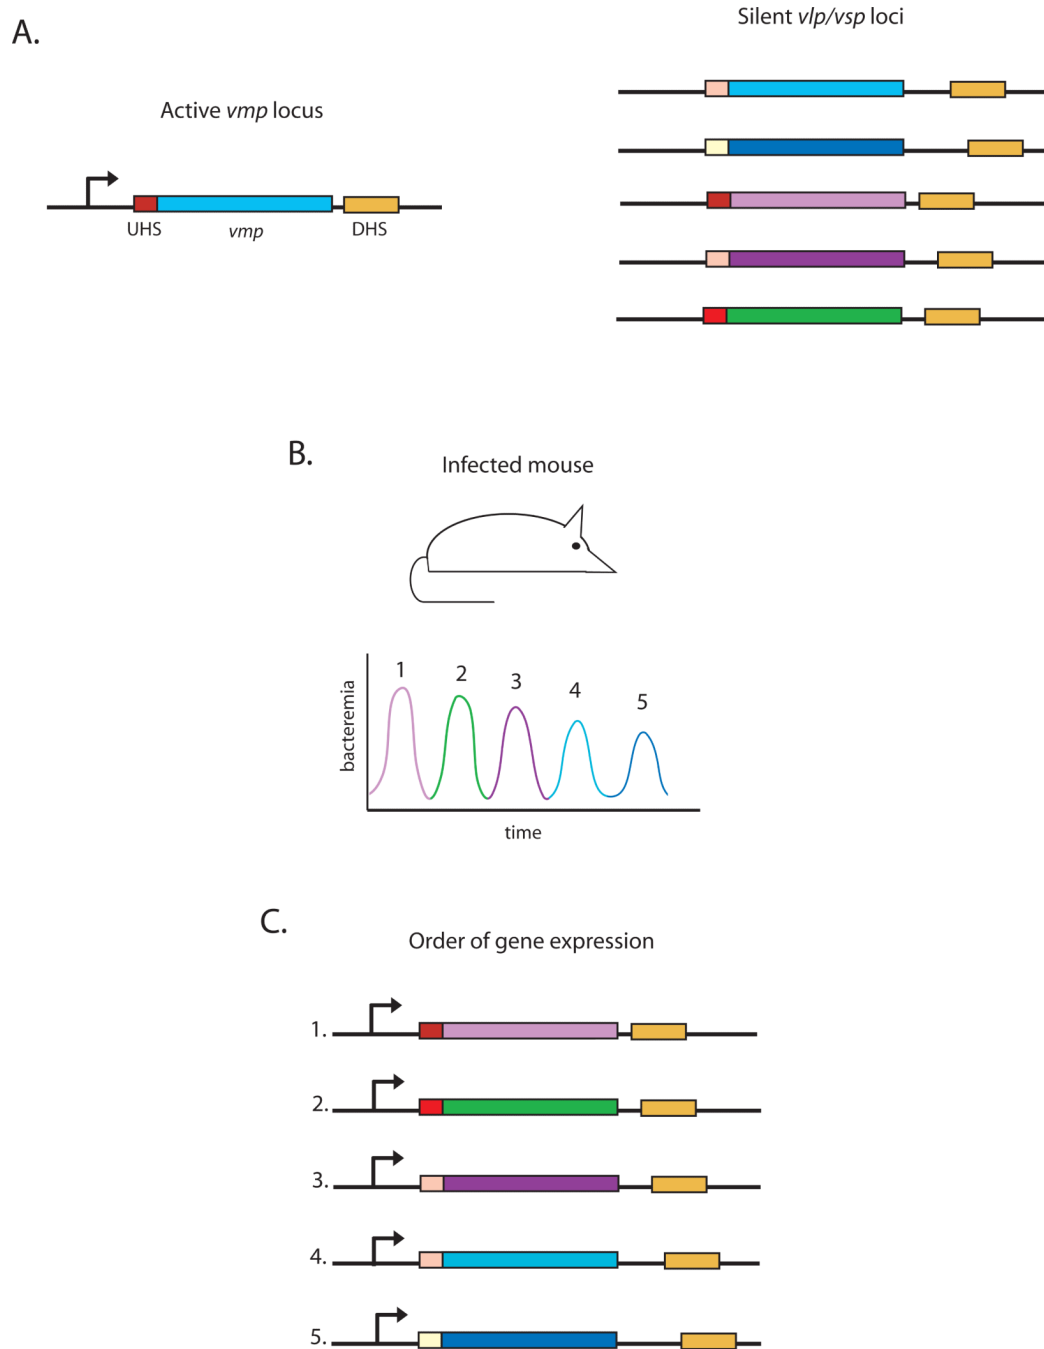 A.
Silent vlp/vsp loci
Active vmp locus
UHS
vmp
DHS
B.
Infected mouse
bacteremia
1
2
3
4
5
time
C.
Order of gene expression
1.
2.
3.
4.
5.